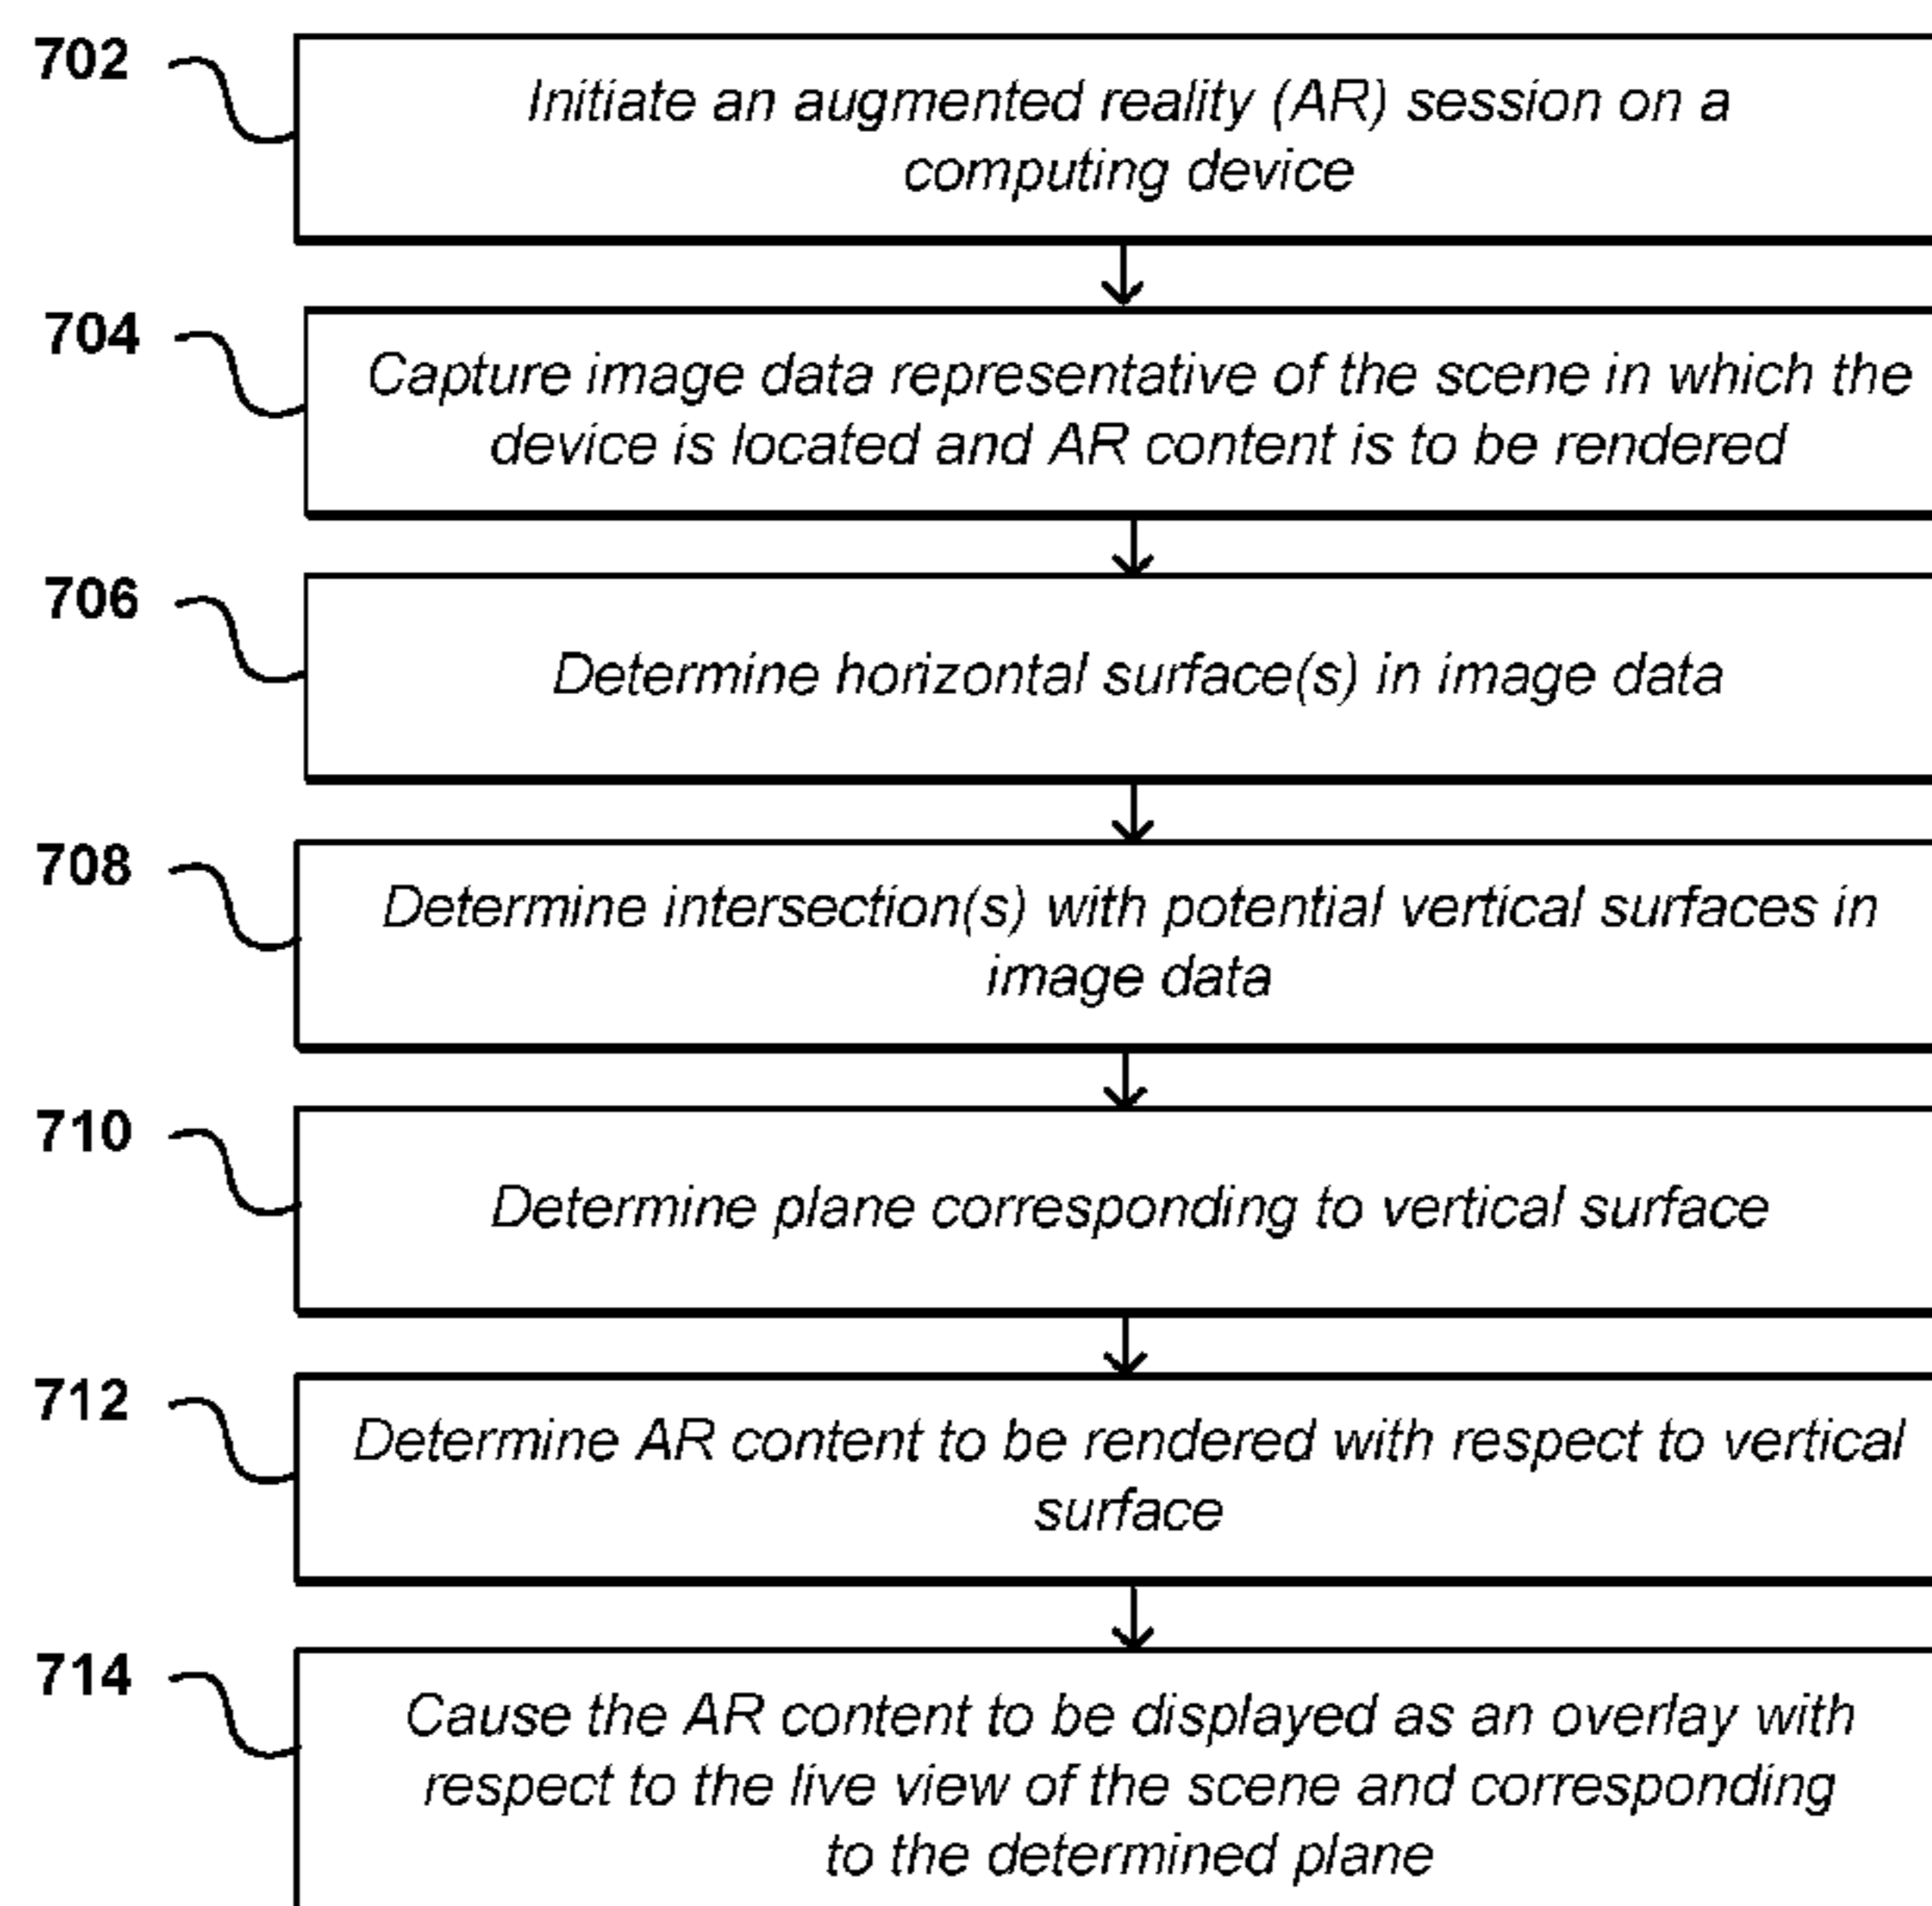 702
Initiate an augmented reality (AR) session on a
computing device
704
Capture image data representative of the scene in which the
device is located and AR content is to be rendered
706
Determine horizontal surface(s) in image data
708
Determine intersection(s) with potential vertical surfaces in
image data
710
Determine plane corresponding to vertical surface
712
Determine AR content to be rendered with respect to vertical
surface
714
Cause the AR content to be displayed as an overlay with
respect to the live view of the scene and corresponding
to the determined plane